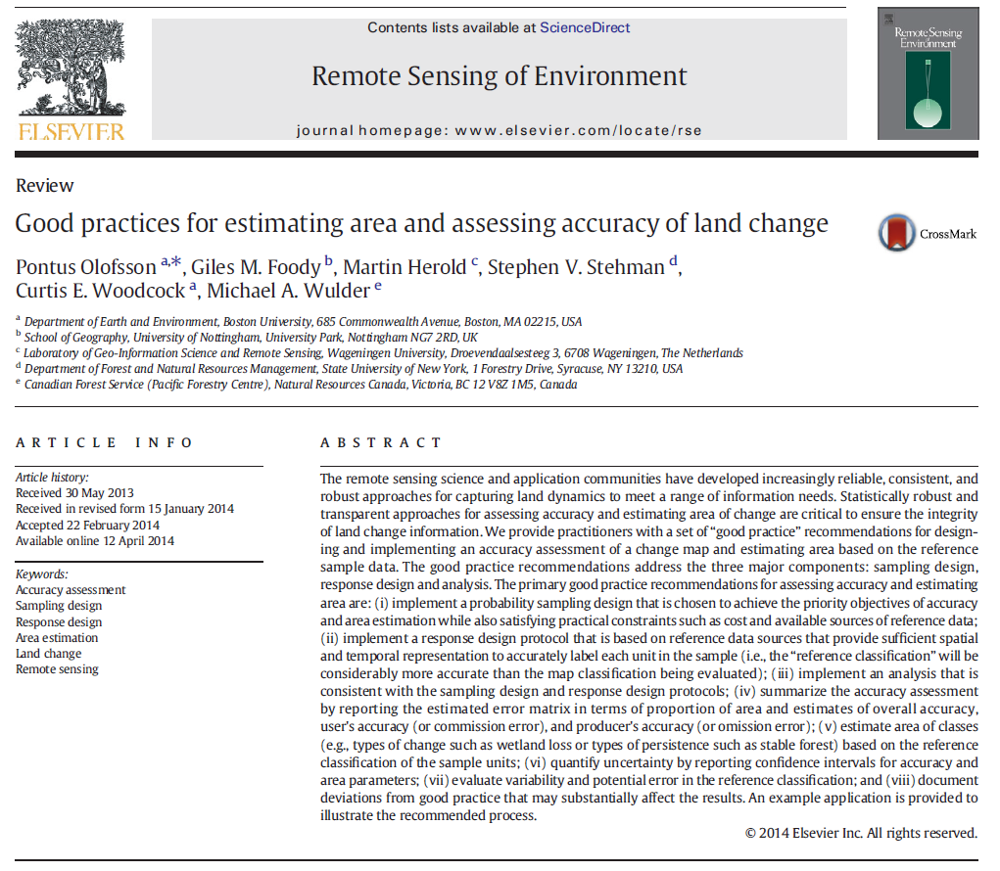 Contents lists available at ScienceDirect
Remote Sensing of Environment
journal homepage: www.elsevier.com/locate/rse
ELSEVIER
Remote Sensing
of
Environment
Review
Good practices for estimating area and assessing accuracy of land change
CrossMark
Pontus Olofsson a,*, Giles M. Foody b, Martin Herold c, Stephen V. Stehman d,
Curtis E. Woodcock a, Michael A. Wulder e
a Department of Earth and Environment, Boston University, 685 Commonwealth Avenue, Boston, MA 02215, USA
b School of Geography, University of Nottingham, University Park, Nottingham NG7 2RD, UK
c Laboratory of Geo-Information Science and Remote Sensing, Wageningen University, Droevendaalsesteeg 3, 6708 Wageningen, The Netherlands
d Department of Forest and Natural Resources Management, State University of New York, 1 Forestry Drive, Syracuse, NY 13210, USA
e Canadian Forest Service (Pacific Forestry Centre), Natural Resources Canada, Victoria, BC 12 V8Z 1M5, Canada
ARTICLE INFO
Article history:
Received 30 May 2013
Received in revised form 15 January 2014
Accepted 22 February 2014
Available online 12 April 2014
Keywords:
Accuracy assessment
Sampling design
Response design
Area estimation
Land change
Remote sensing
ABSTRACT
The remote sensing science and application communities have developed increasingly reliable, consistent, and
robust approaches for capturing land dynamics to meet a range of information needs. Statistically robust and
transparent approaches for assessing accuracy and estimating area of change are critical to ensure the integrity
of land change information. We provide practitioners with a set of “good practice” recommendations for design-
ing and implementing an accuracy assessment of a change map and estimating area based on the reference
sample data. The good practice recommendations address the three major components: sampling design,
response design and analysis. The primary good practice recommendations for assessing accuracy and estimating
area are: (i) implement a probability sampling design that is chosen to achieve the priority objectives of accuracy
and area estimation while also satisfying practical constraints such as cost and available sources of reference data;
(ii) implement a response design protocol that is based on reference data sources that provide sufficient spatial
and temporal representation to accurately label each unit in the sample (i.e., the “reference classification” will be
considerably more accurate than the map classification being evaluated); (iii) implement an analysis that is
consistent with the sampling design and response design protocols; (iv) summarize the accuracy assessment
by reporting the estimated error matrix in terms of proportion of area and estimates of overall accuracy,
user's accuracy (or commission error), and producer's accuracy (or omission error); (v) estimate area of classes
(e.g., types of change such as wetland loss or types of persistence such as stable forest) based on the reference
classification of the sample units; (vi) quantify uncertainty by reporting confidence intervals for accuracy and
area parameters; (vii) evaluate variability and potential error in the reference classification; and (viii) document
deviations from good practice that may substantially affect the results. An example application is provided to
illustrate the recommended process.
© 2014 Elsevier Inc. All rights reserved.